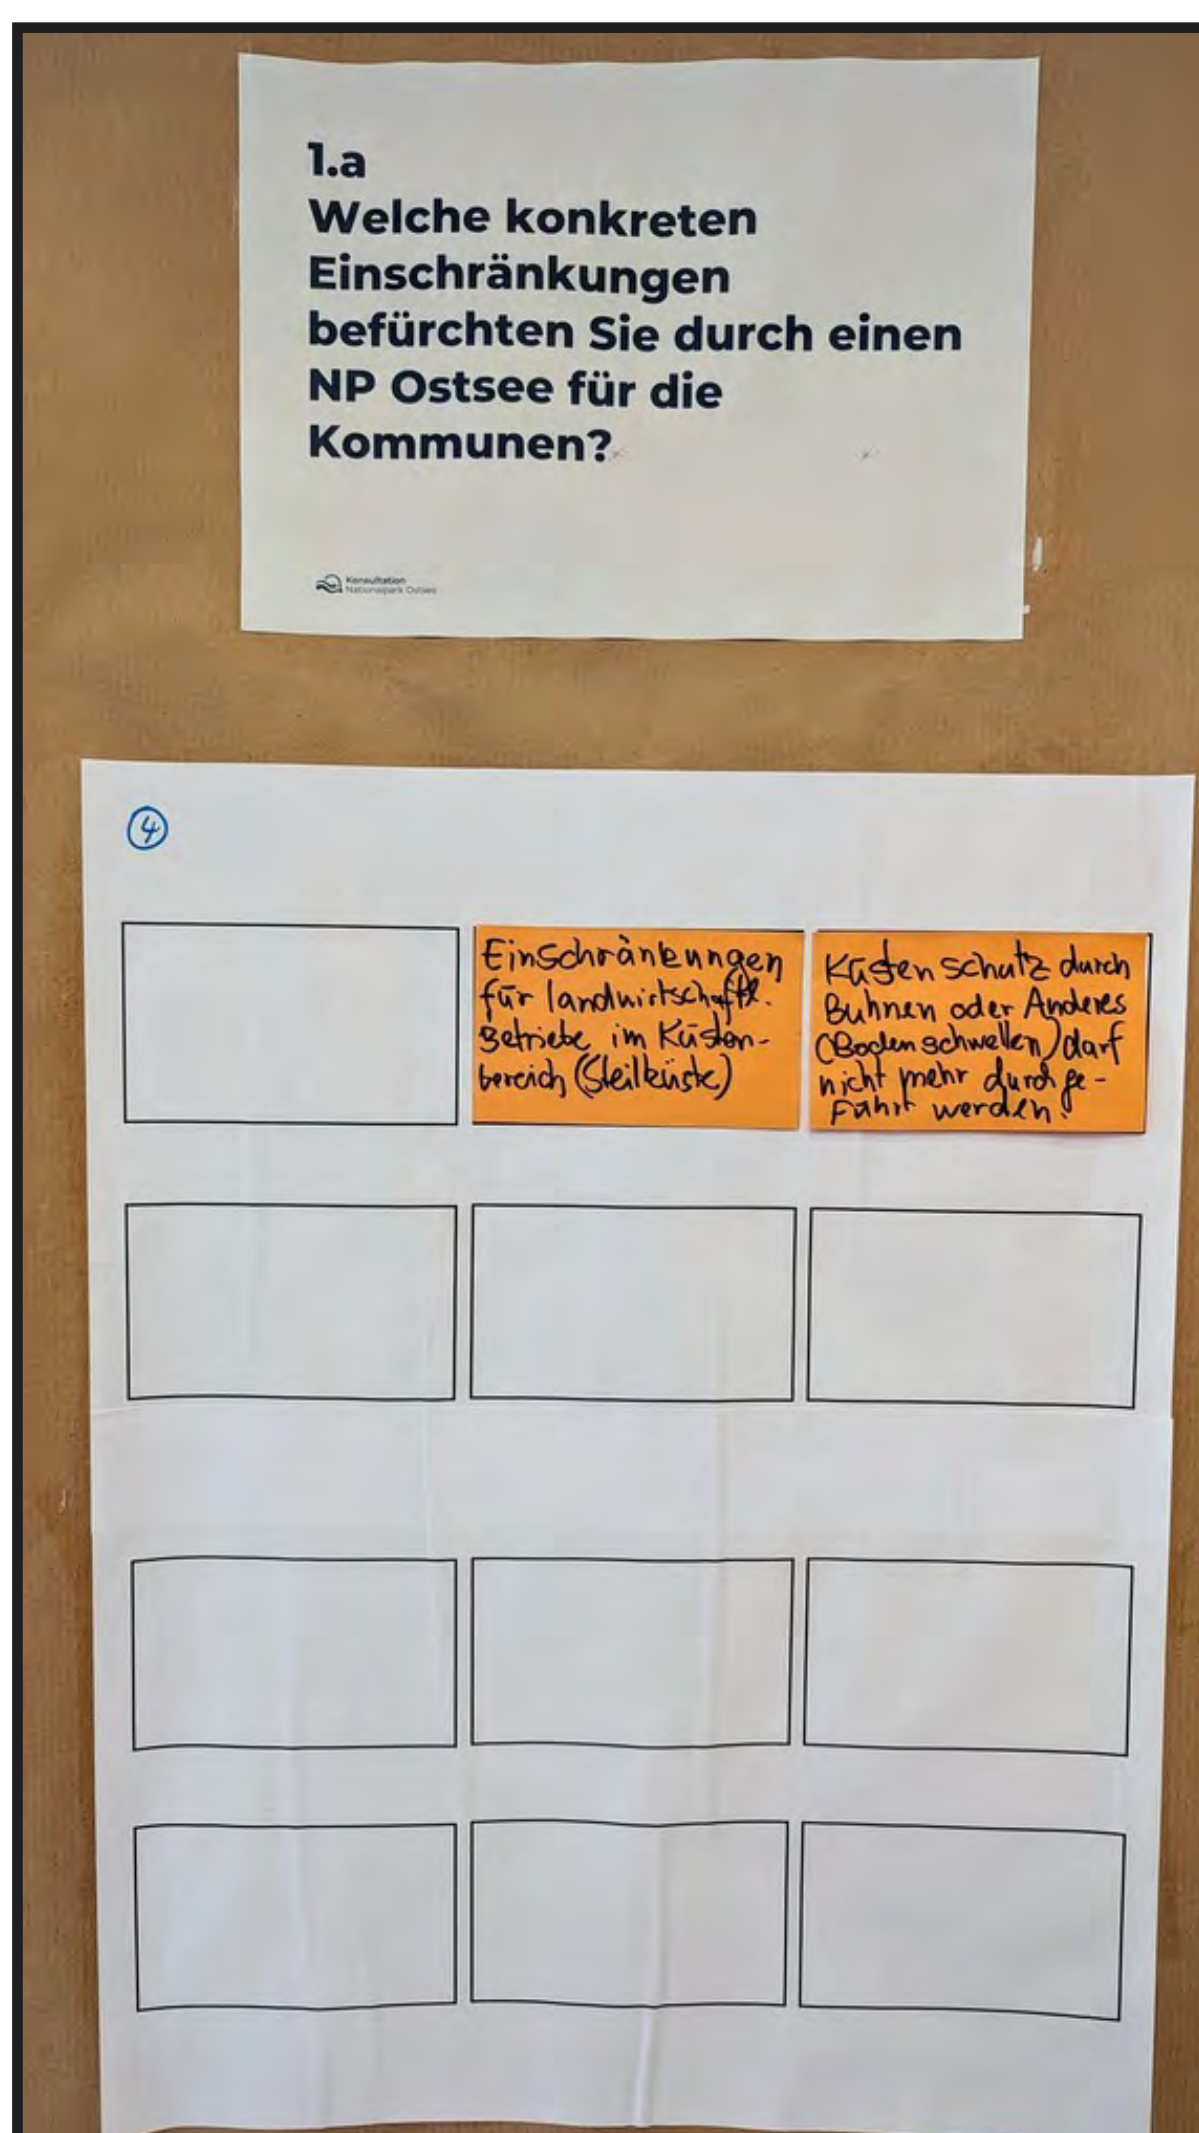 1.a
Welche konkreten
Einschränkungen
befürchten Sie durch einen
NP Ostsee für die
Kommunen?
Konsultation
Nationalpark Ostsee
4
Einschränkungen
für landwirtschaftl.
Betriebe im Küsten-
bereich (Steilküste)
Küstenschutz durch
Buhnen oder Anderes
(Bodenschwellen) darf
nicht mehr durchge-
führt werden.